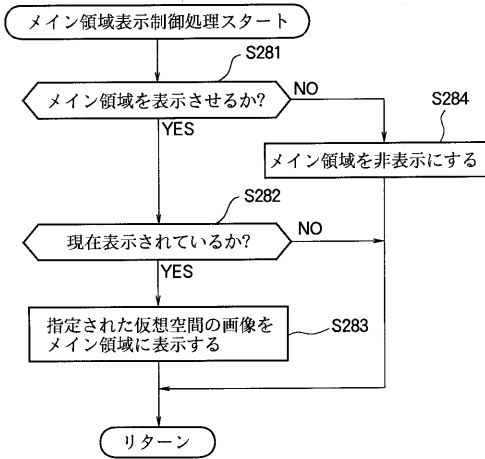 メイン領域表示制御処理スタート
S281
メイン領域を表示させるか?
NO
YES
S284
メイン領域を非表示にする
S282
現在表示されているか?
NO
YES
指定された仮想空間の画像を
メイン領域に表示する
S283
リターン